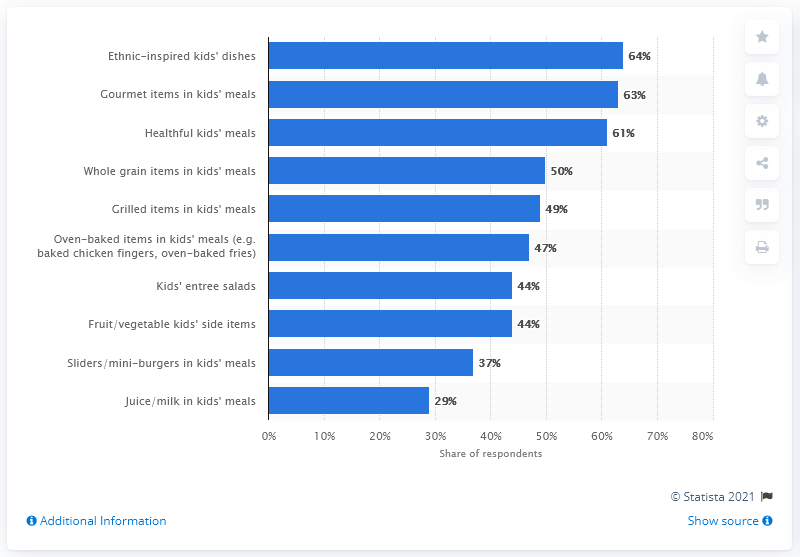 Ethnic-inspired kids' dishes 64%
Gourmet items in kids' meals 63%
Healthful kids' meals 61%
Whole grain items in kids' meals 50%
Grilled items in kids' meals 49%
Oven-baked items in kids' meals (e.g.
baked chicken fingers, oven-baked fries) 47%
Kids' entree salads 44%
Fruit/vegetable kids' side items 44%
Sliders/mini-burgers in kids' meals 37%
Juice/milk in kids' meals 29%
0% 10% 20% 30% 40% 50% 60% 70% 80%
Share of respondents
© Statista 2021
Additional Information
Show source